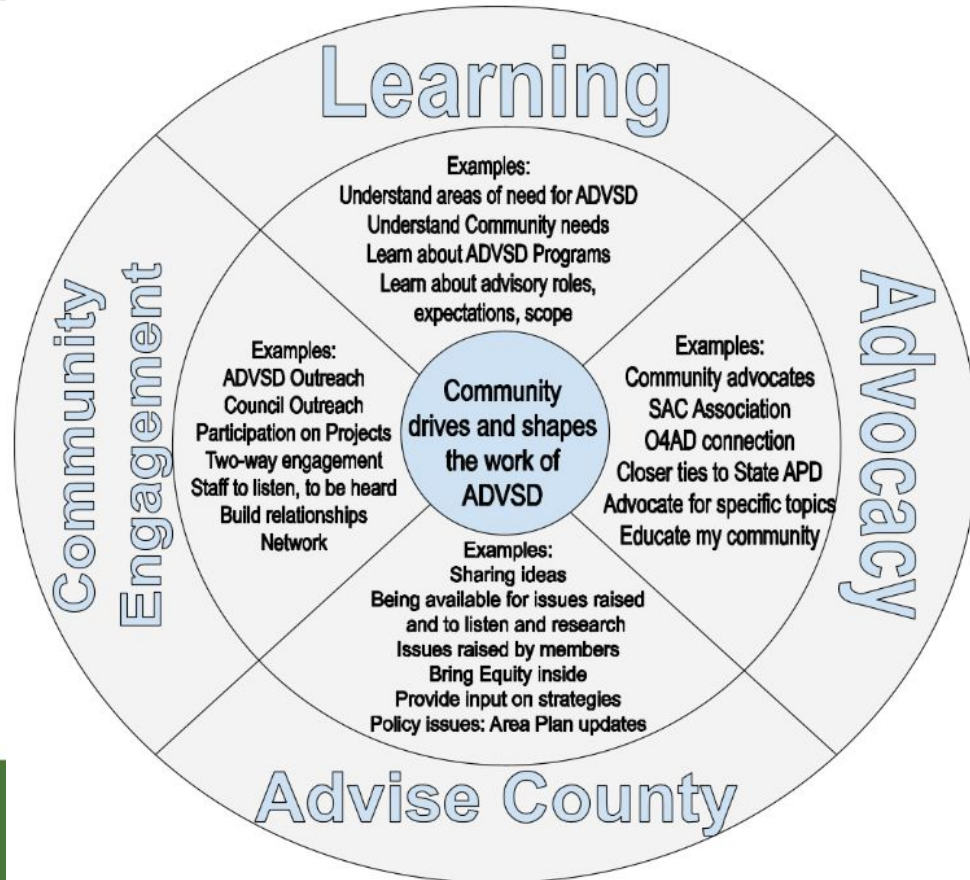 Learning
Examples:
Understand areas of need for ADVSD
Understand Community needs
Learn about ADVSD Programs
Learn about advisory roles,
expectations, scope
Community
Engagement
Examples:
ADVSD Outreach
Council Outreach
Participation on Projects
Two-way engagement
Staff to listen, to be heard
Build relationships
Network
Community
drives and shapes
the work of
ADVSD
Examples:
Community advocates
SAC Association
O4AD connection
Closer ties to State APD
Advocate for specific topics
Educate my community
Advocacy
Examples:
Sharing ideas
Being available for issues raised
and to listen and research
Issues raised by members
Bring Equity inside
Provide input on strategies
Policy issues: Area Plan updates
Advise County